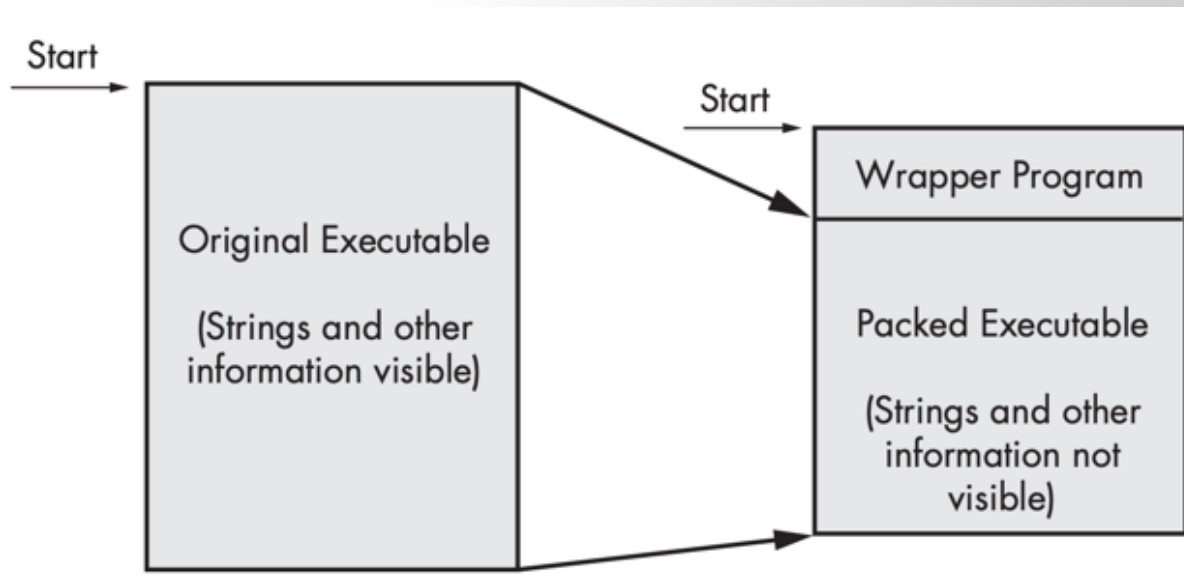 Start
Original Executable
(Strings and other
information visible)
Start
Wrapper Program
Packed Executable
(Strings and other
information not
visible)